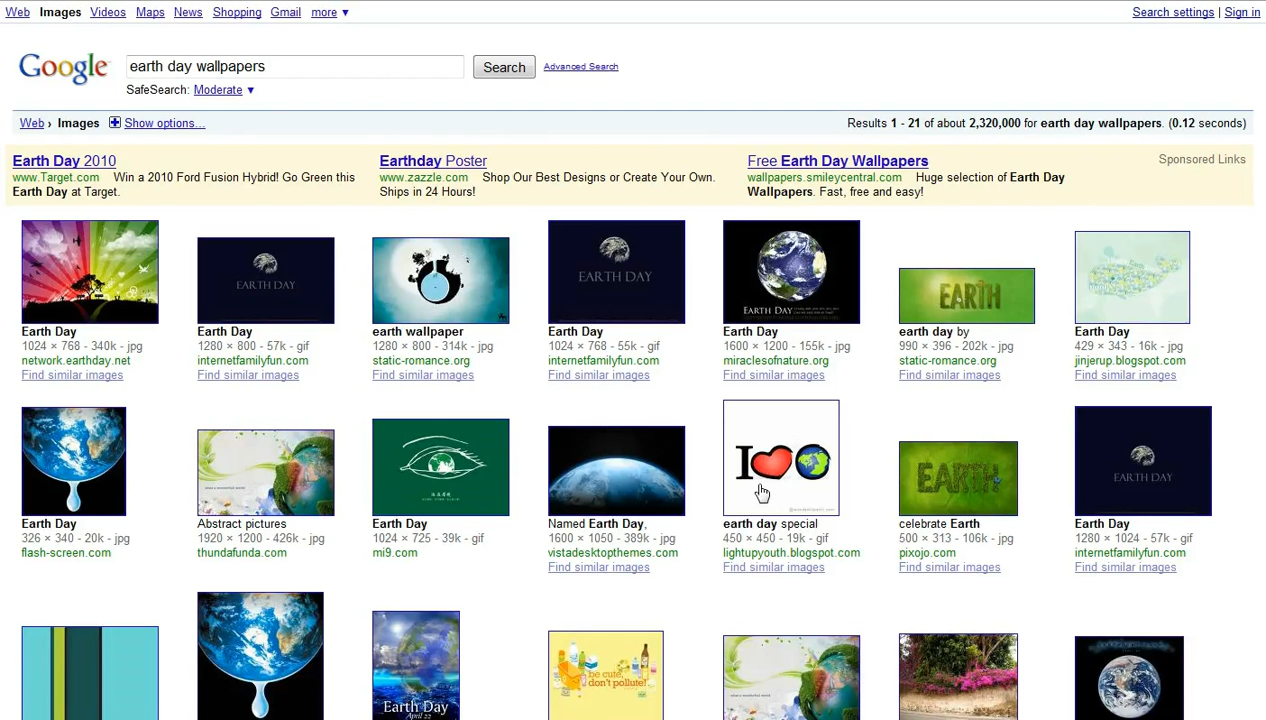 Web Images Videos Maps News Shopping Gmail more ▼
Search settings | Sign in
Google
earth day wallpapers
Search
Advanced Search
SafeSearch: Moderate ▼
Web › Images Show options...
Results 1 - 21 of about 2,320,000 for earth day wallpapers. (0.12 seconds)
Earth Day 2010
www.Target.com Win a 2010 Ford Fusion Hybrid! Go Green this
Earth Day at Target.
Earthday Poster
www.zazzle.com Shop Our Best Designs or Create Your Own.
Ships in 24 Hours!
Free Earth Day Wallpapers
wallpapers.smileycentral.com Huge selection of Earth Day
Wallpapers. Fast, free and easy!
Sponsored Links
EARTH DAY
EARTH DAY
EARTH DAY
EARTH
Earth Day
1024 × 768 - 340k - jpg
network.earthday.net
Find similar images
Earth Day
1280 × 800 - 57k - gif
internetfamilyfun.com
Find similar images
earth wallpaper
1280 × 800 - 314k - jpg
static-romance.org
Find similar images
Earth Day
1024 × 768 - 55k - gif
internetfamilyfun.com
Find similar images
Earth Day
1600 × 1200 - 155k - jpg
miraclesofnature.org
Find similar images
earth day by
990 × 396 - 202k - jpg
static-romance.org
Find similar images
Earth Day
429 × 343 - 16k - jpg
jinjerup.blogspot.com
Find similar images
I
EARTH
EARTH DAY
Earth Day
326 × 340 - 20k - jpg
flash-screen.com
Abstract pictures
1920 × 1200 - 426k - jpg
thundafunda.com
Earth Day
1024 × 725 - 39k - gif
mi9.com
Named Earth Day,
1600 × 1050 - 389k - jpg
vistadesktopthemes.com
Find similar images
earth day special
450 × 450 - 19k - gif
lightupyouth.blogspot.com
Find similar images
celebrate Earth
500 × 313 - 106k - jpg
pixojo.com
Find similar images
Earth Day
1280 × 1024 - 57k - gif
internetfamilyfun.com
Find similar images
Earth Day
April 22
be cute,
don't pollute!